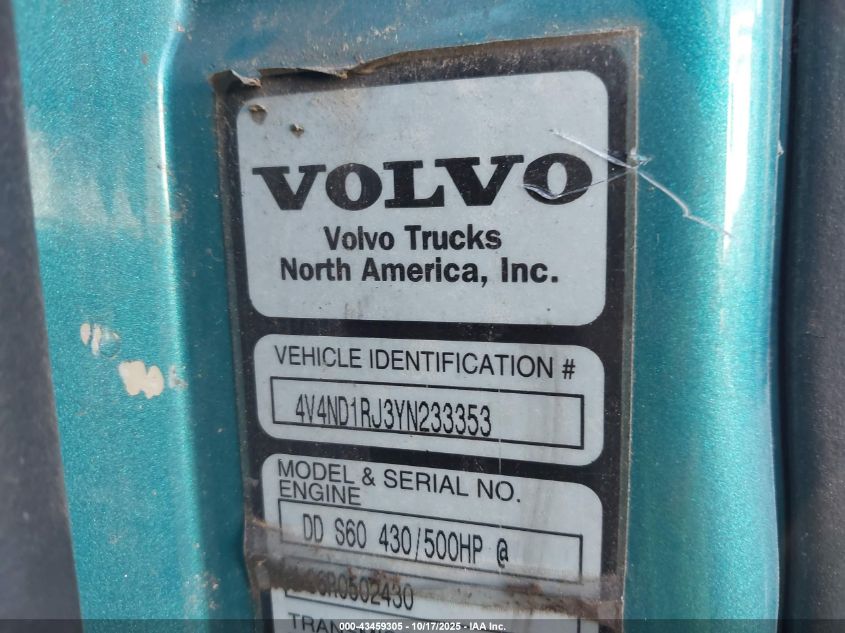 VOLVO
Volvo Trucks
North America, Inc.
VEHICLE IDENTIFICATION #
4V4ND1RJ3YN233353
MODEL & SERIAL NO.
ENGINE
DD S60 430/500HP @
000-43459305 - 10/17/2025 - IAA Inc.